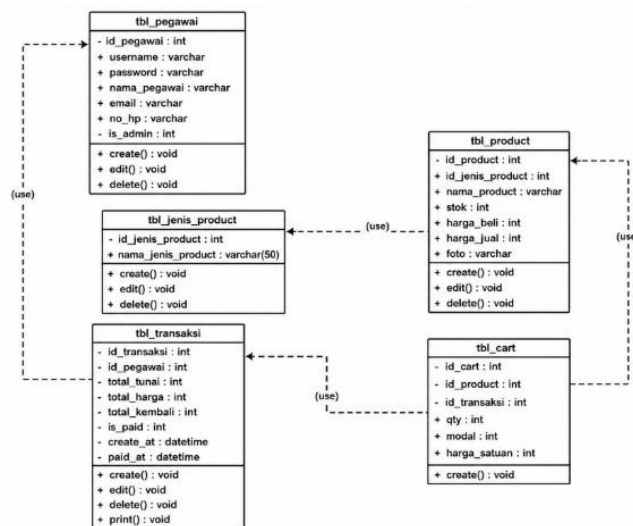 tbl_pegawai
- id_pegawai : int
+ username : varchar
+ password : varchar
+ nama_pegawai : varchar
+ email : varchar
+ no_hp : varchar
- is_admin : int
+ create() : void
+ edit() : void
+ delete() : void
(use)
tbl_jenis_product
- id_jenis_product : int
+ nama_jenis_product : varchar(50)
+ create() : void
+ edit() : void
+ delete() : void
(use)
tbl_product
- id_product : int
+ id_jenis_product : int
+ nama_product : varchar
+ stok : int
+ harga_beli : int
+ harga_jual : int
+ foto : varchar
+ create() : void
+ edit() : void
+ delete() : void
(use
tbl_transaksi
- id_transaksi : int
- id_pegawai : int
- total_tunai : int
- total_harga : int
- total_kembali : int
- is_paid : int
- create_at : datetime
- paid_at : datetime
+ create() : void
+ edit() : void
+ delete() : void
+ print() : void
(use)
tbl_cart
- id_cart : int
- id_product : int
- id_transaksi : int
+ qty : int
+ modal : int
+ harga_satuan : int
+ create() : void